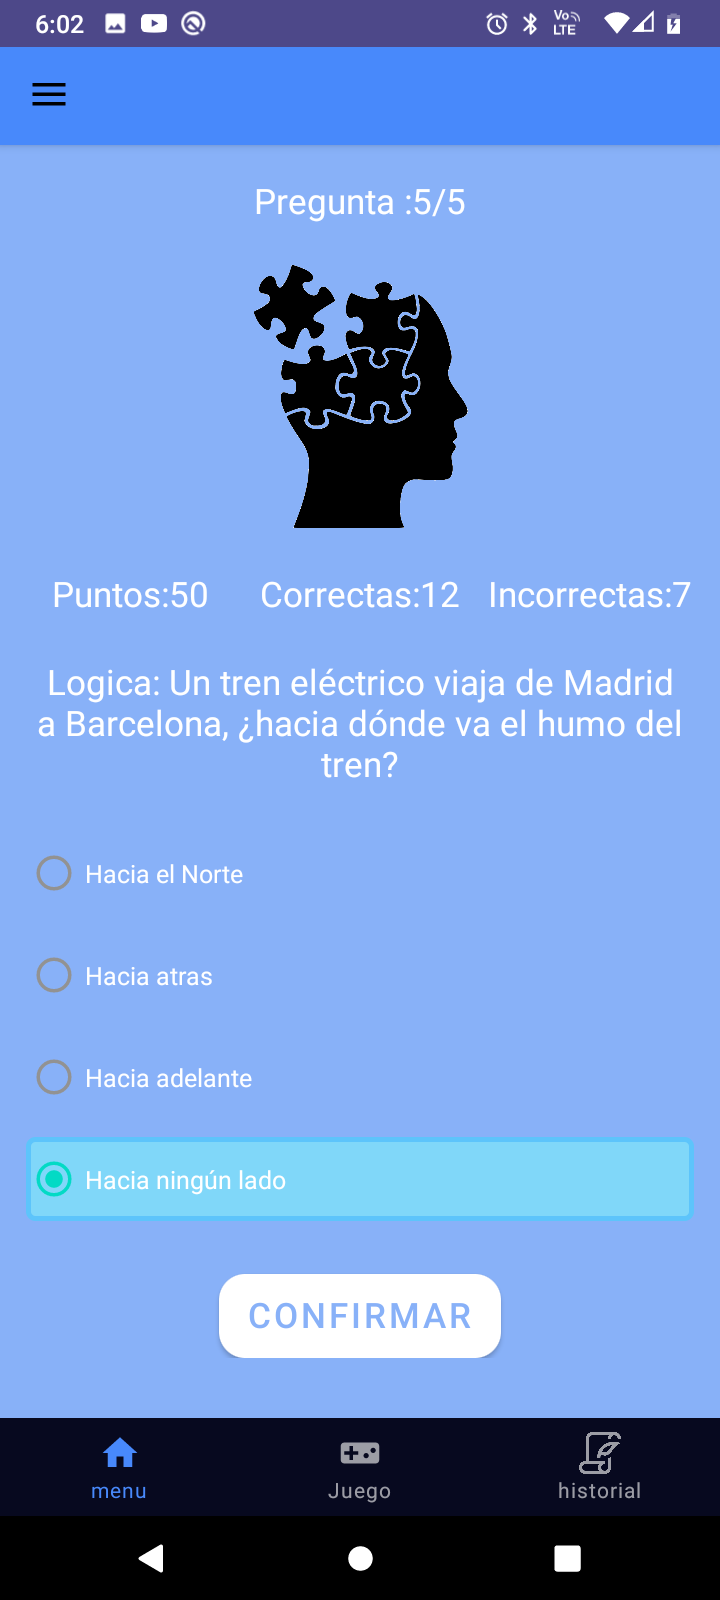 6:02
Vo
LTE
Pregunta :5/5
Puntos:50 Correctas:12 Incorrectas:7
Logica: Un tren eléctrico viaja de Madrid
a Barcelona, ¿hacia dónde va el humo del
tren?
Hacia el Norte
Hacia atras
Hacia adelante
Hacia ningún lado
CONFIRMAR
menu Juego historial